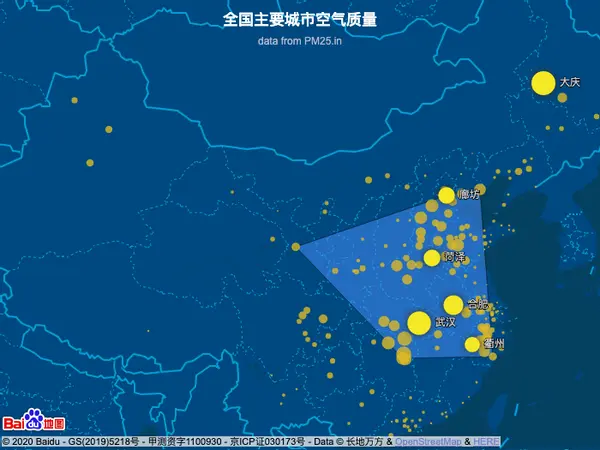 全国主要城市空气质量
data from PM25.in
大庆
廊坊
菏泽
合肥
武汉
衢州
Bai du 地图
© 2020 Baidu - GS(2019)5218号 - 甲测资字1100930 - 京ICP证030173号 - Data © 长地万方 & OpenStreetMap & HERE